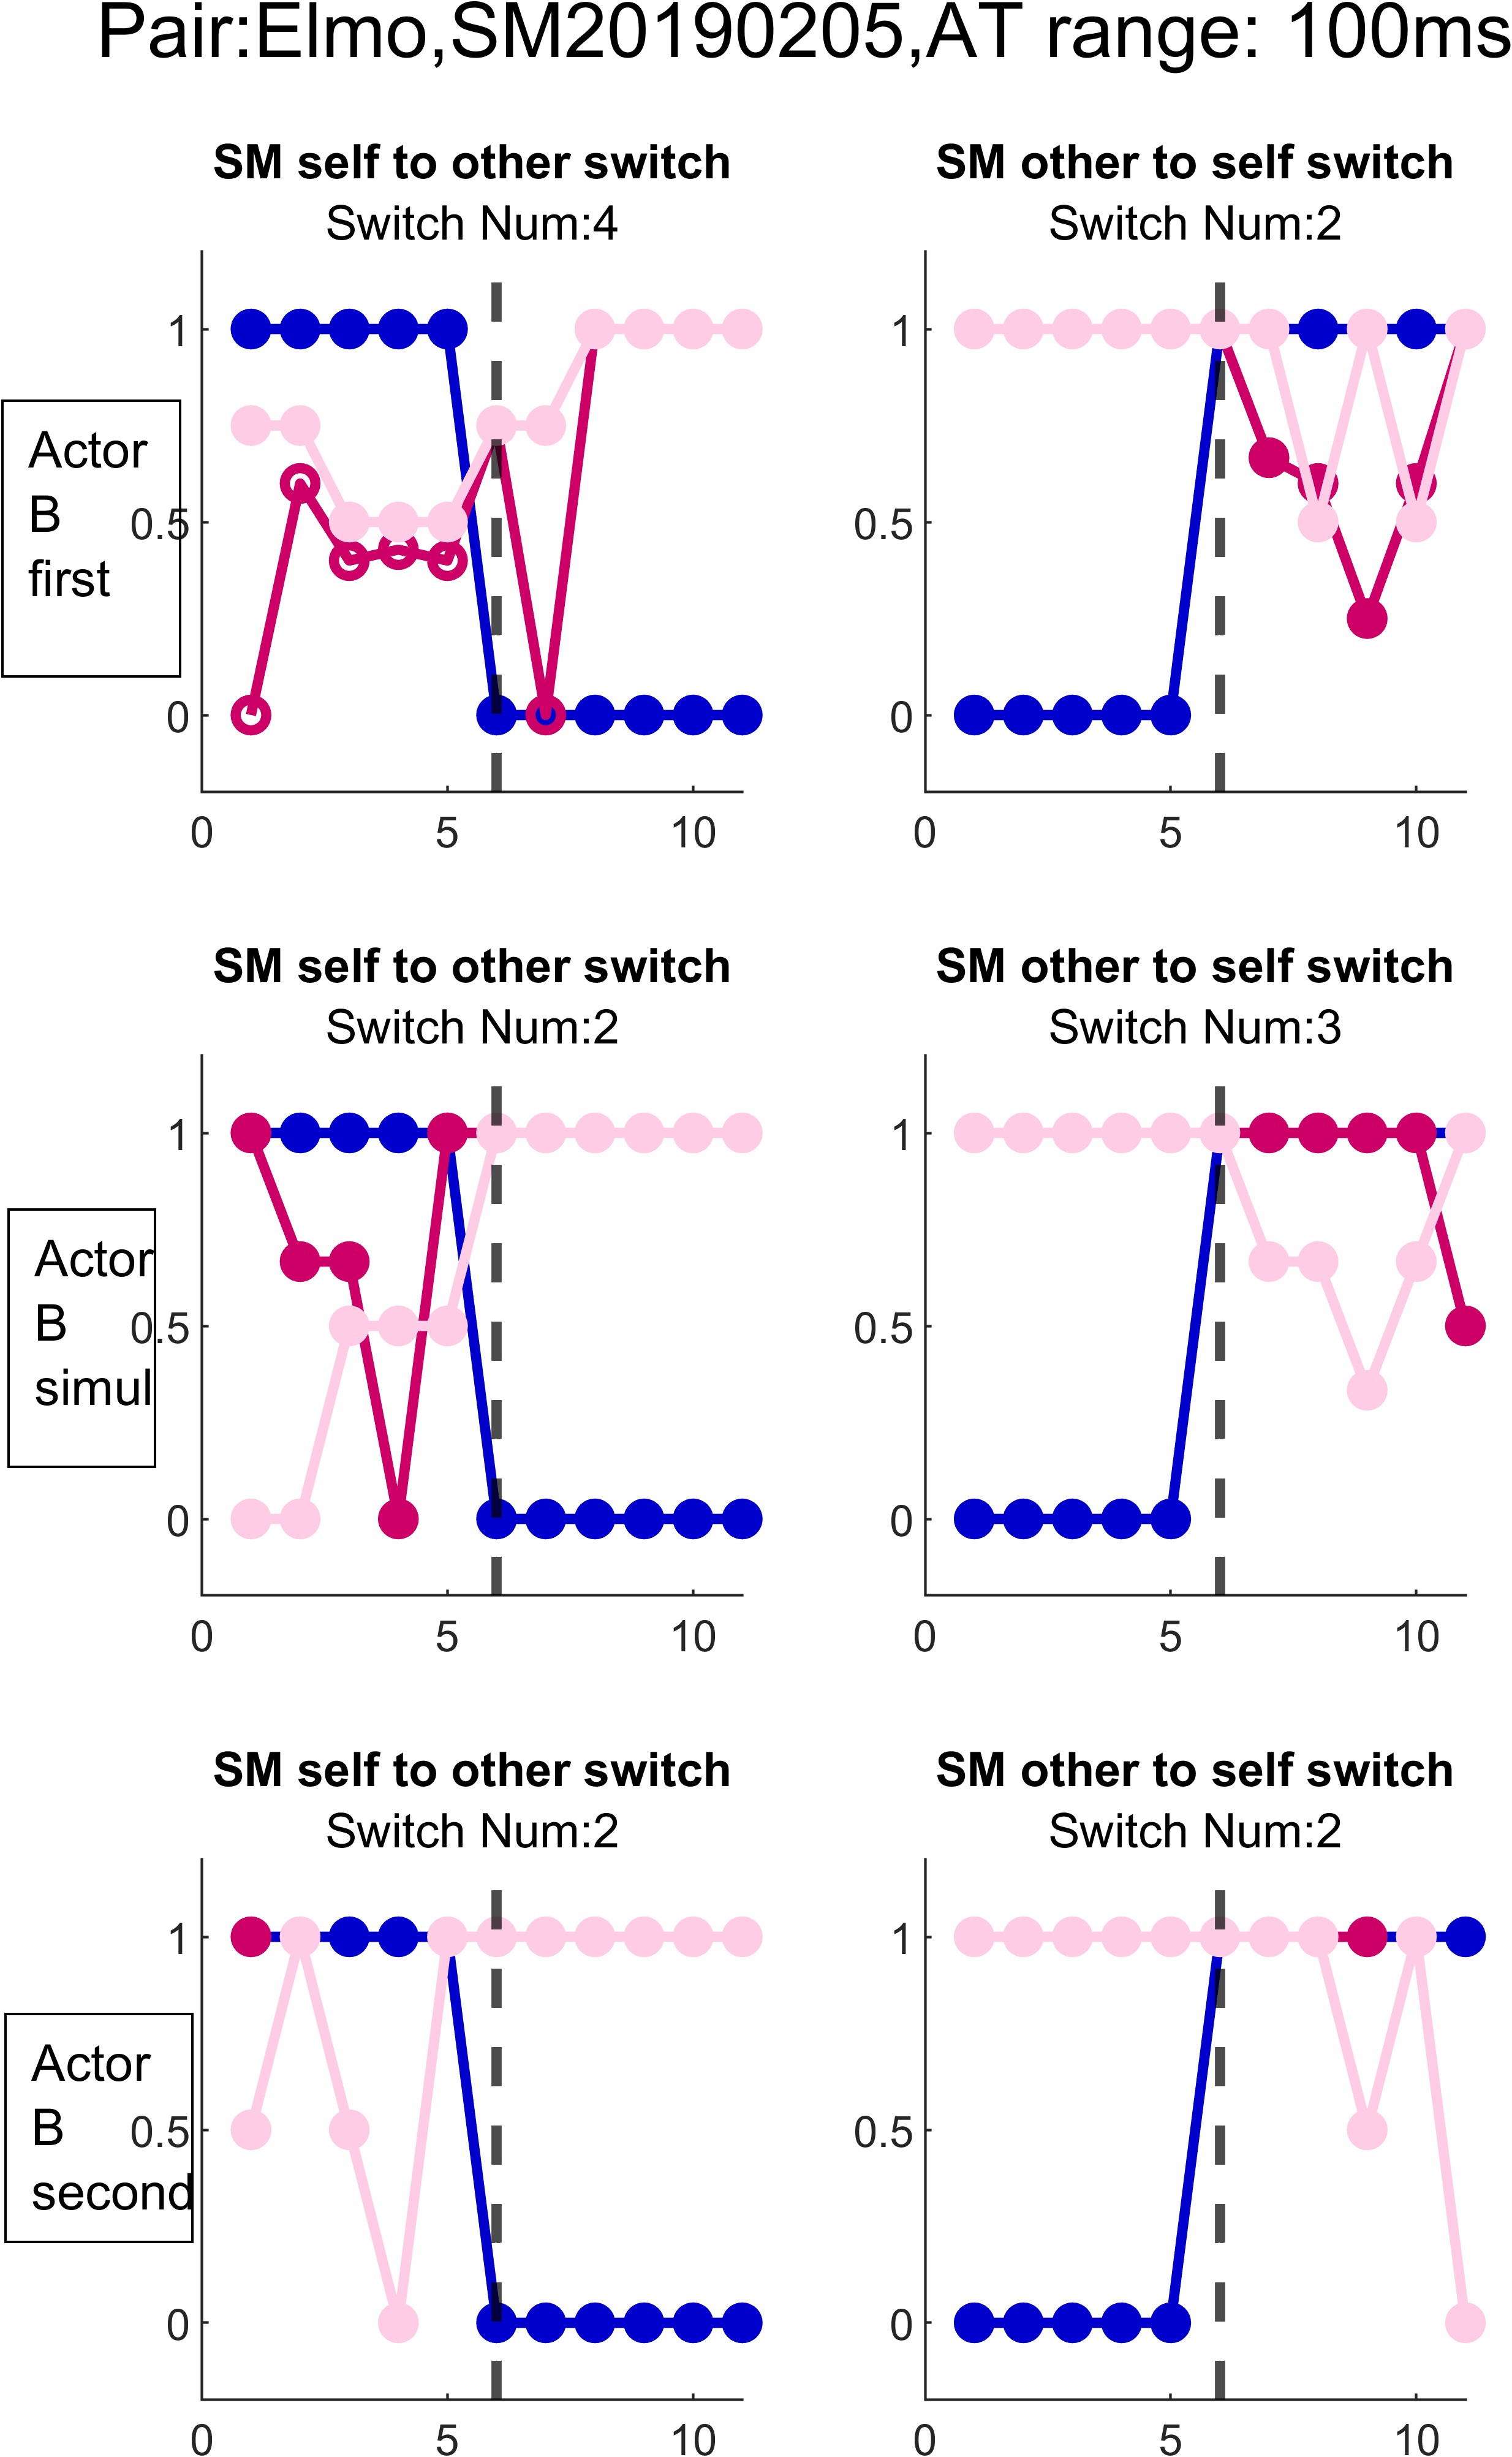 Pair:Elmo,SM20190205,AT range: 100ms
SM self to other switch
Switch Num:4
1
0.5
0
0 5 10
Actor
B
first
SM other to self switch
Switch Num:2
1
0.5
0
0 5 10
SM self to other switch
Switch Num:2
1
0.5
0
0 5 10
Actor
B
simul
SM other to self switch
Switch Num:3
1
0.5
0
0 5 10
SM self to other switch
Switch Num:2
1
0.5
0
0 5 10
Actor
B
second
SM other to self switch
Switch Num:2
1
0.5
0
0 5 10